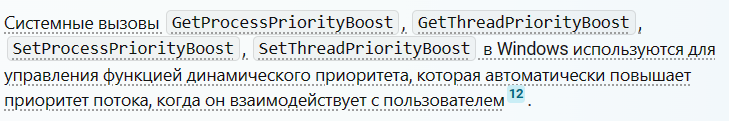 Системные вызовы GetProcessPriorityBoost, GetThreadPriorityBoost,
SetProcessPriorityBoost, SetThreadPriorityBoost в Windows используются для
управления функцией динамического приоритета, которая автоматически повышает
приоритет потока, когда он взаимодействует с пользователем 12.